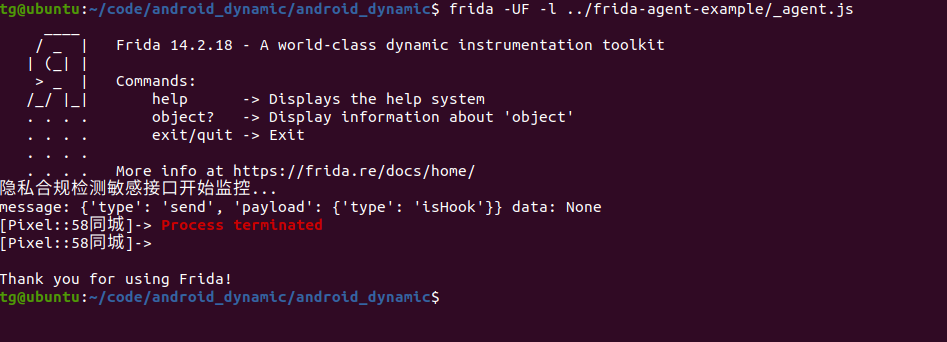 tg@ubuntu:~/code/android_dynamic/android_dynamic$ frida -UF -l ../frida-agent-example/_agent.js
     ____
    / _  |   Frida 14.2.18 - A world-class dynamic instrumentation toolkit
   | (_| |
    > _  |   Commands:
   /_/ |_|       help      -> Displays the help system
   . . . .       object?   -> Display information about 'object'
   . . . .       exit/quit -> Exit
   . . . .
   . . . .   More info at https://frida.re/docs/home/
隐私合规检测敏感接口开始监控...
message: {'type': 'send', 'payload': {'type': 'isHook'}} data: None
[Pixel::58同城]-> Process terminated
[Pixel::58同城]->
Thank you for using Frida!
tg@ubuntu:~/code/android_dynamic/android_dynamic$